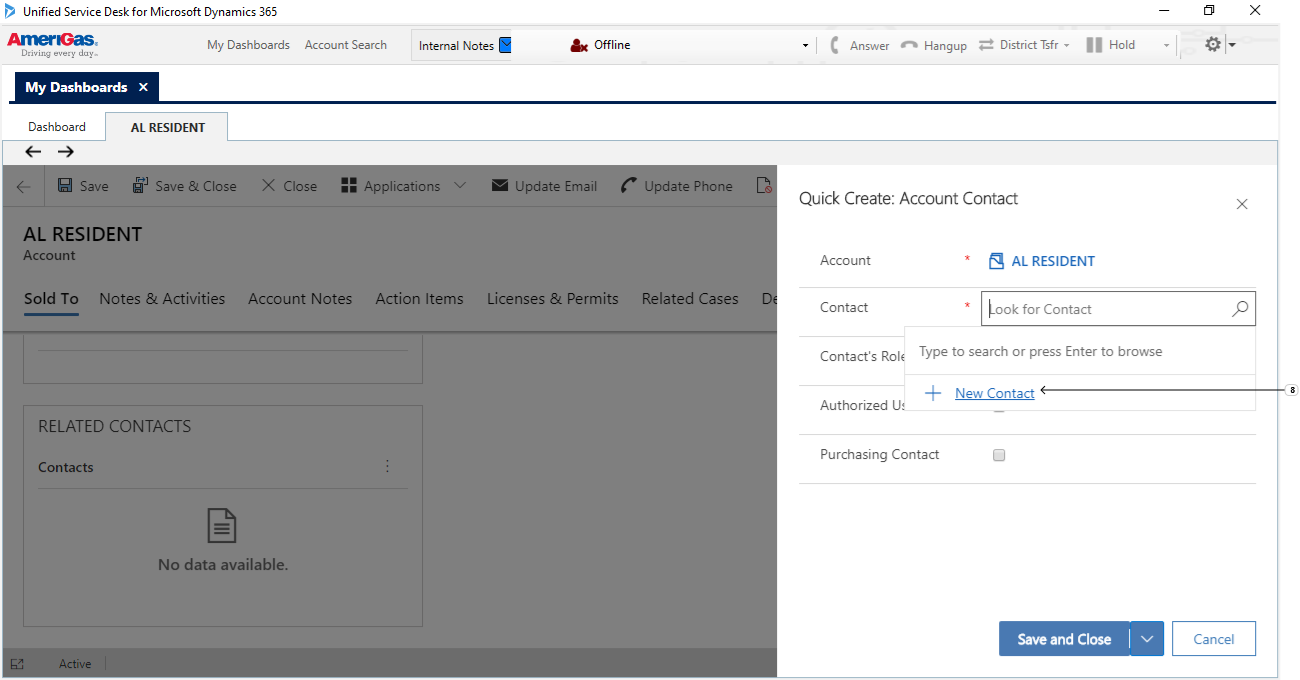 Unified Service Desk for Microsoft Dynamics 365
AmeriGas
Driving every day
My Dashboards Account Search Internal Notes Offline Answer Hangup District Tsfr Hold
My Dashboards
Dashboard AL RESIDENT
Save Save & Close Close Applications Update Email Update Phone
AL RESIDENT
Account
Sold To Notes & Activities Account Notes Action Items Licenses & Permits Related Cases De
RELATED CONTACTS
Contacts
No data available.
Active
Quick Create: Account Contact
Account * AL RESIDENT
Contact * Look for Contact
Type to search or press Enter to browse
Contact's Role
New Contact 8
Authorized Us
Purchasing Contact
Save and Close Cancel